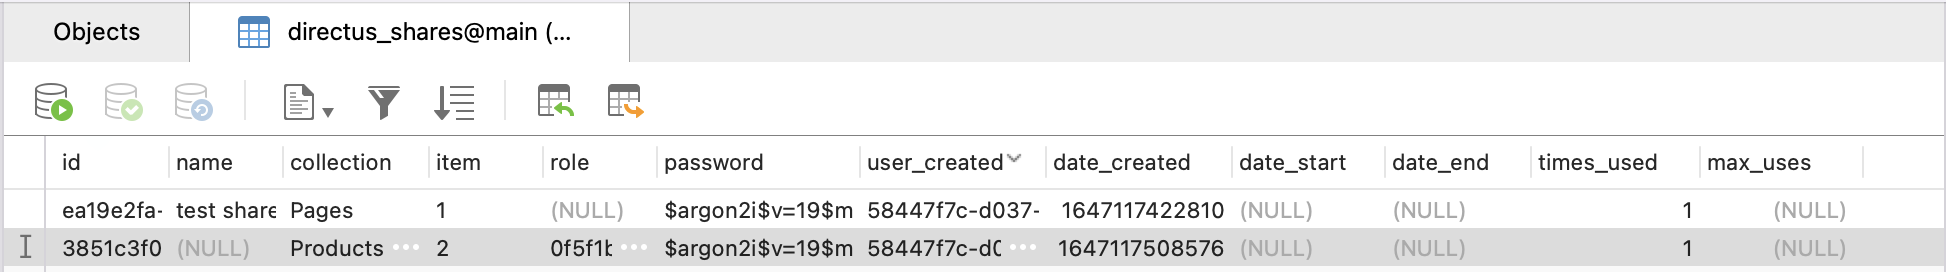 Objects directus_shares@main (...
id name collection item role password user_created date_created date_start date_end times_used max_uses
ea19e2fa- test share Pages 1 (NULL) $argon2i$v=19$m 58447f7c-d037- 1647117422810 (NULL) (NULL) 1 (NULL)
3851c3f0 (NULL) Products ... 2 0f5f1b ... $argon2i$v=19$m 58447f7c-d0 ... 1647117508576 (NULL) (NULL) 1 (NULL)